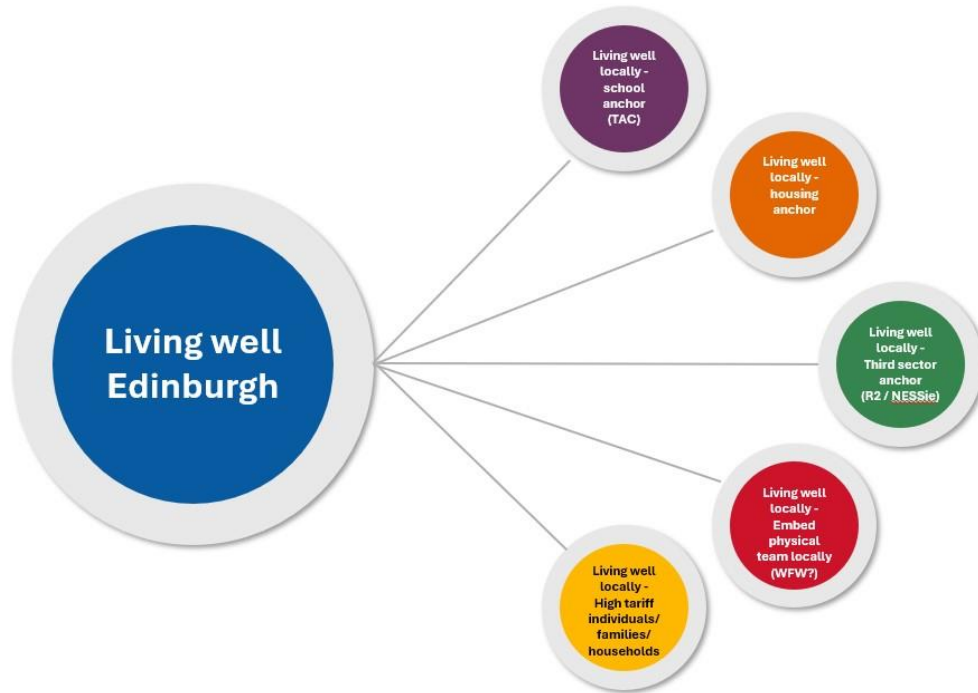 Living well
Edinburgh
Living well
locally -
school
anchor
(TAC)
Living well
locally -
housing
anchor
Living well
locally -
Third sector
anchor
(R2 / NESSie)
Living well
locally -
Embed
physical
team locally
(WFW?)
Living well
locally -
High tariff
individuals/
families/
households